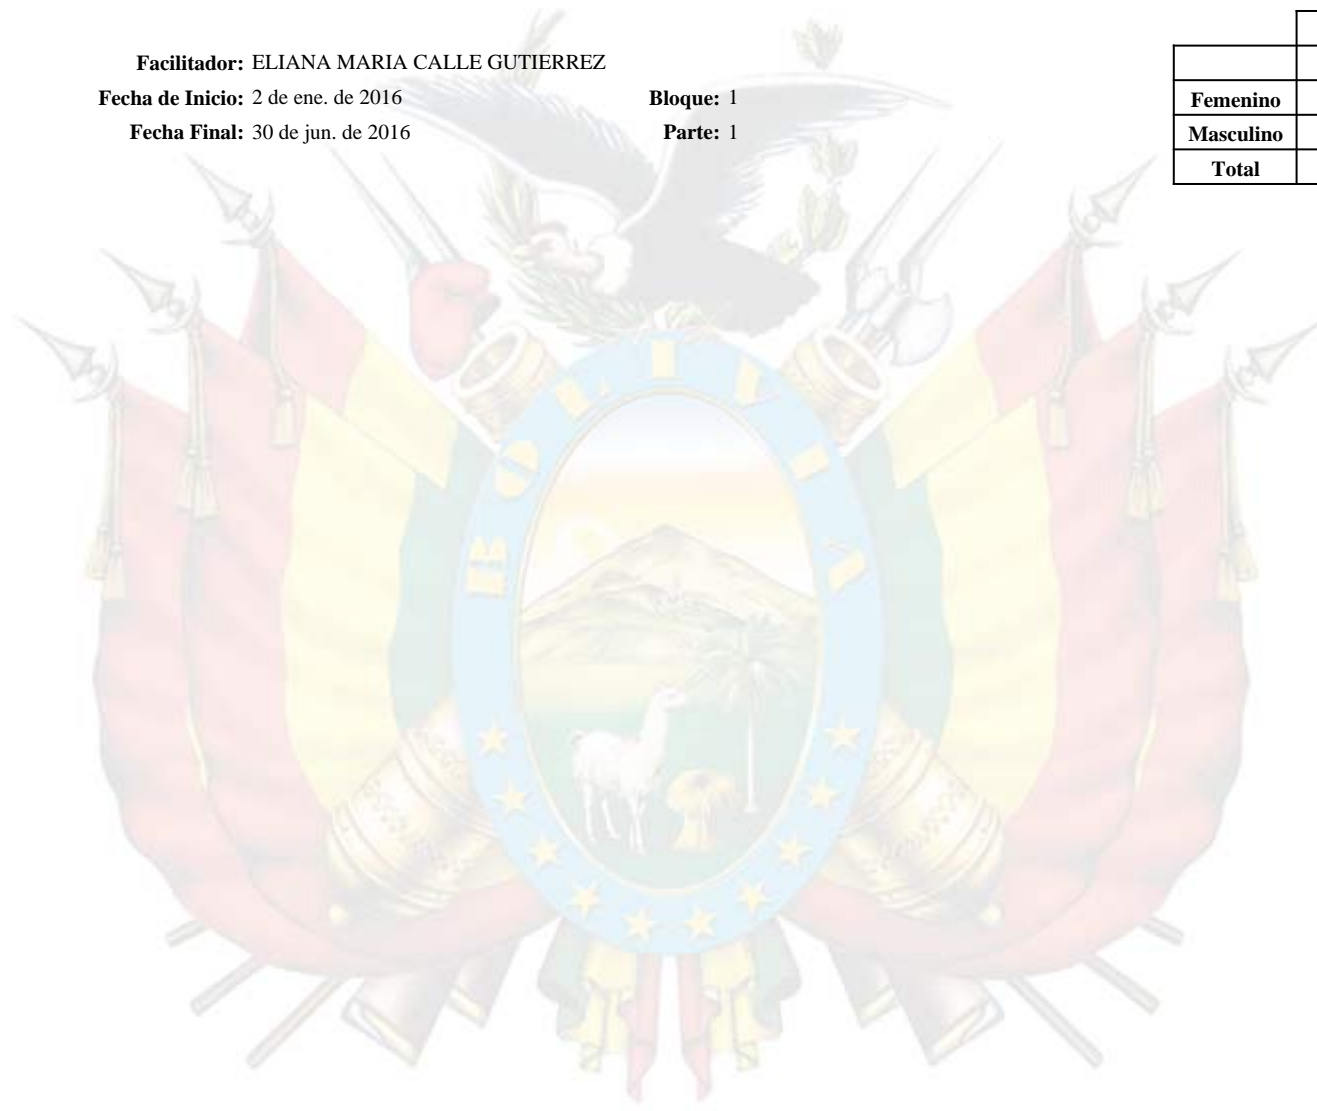 Facilitador: ELIANA MARIA CALLE GUTIERREZ
Fecha de Inicio: 2 de ene. de 2016 Bloque: 1
Fecha Final: 30 de jun. de 2016 Parte: 1
Femenino
Masculino
Total
BOLIVIA